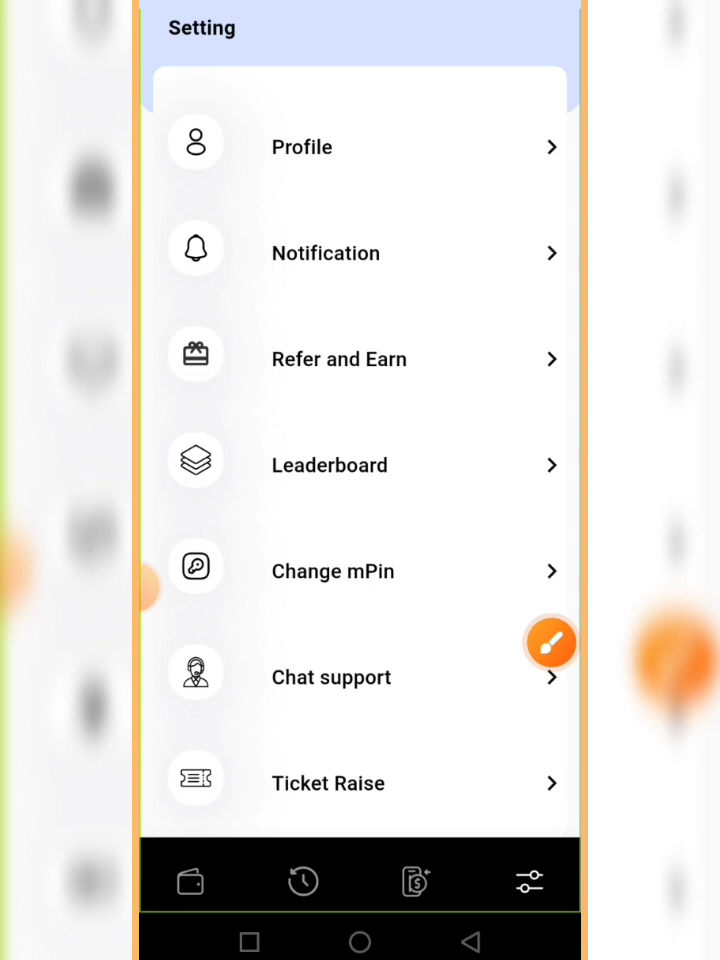 Setting
Profile
Notification
Refer and Earn
Leaderboard
Change mPin
Chat support
Ticket Raise